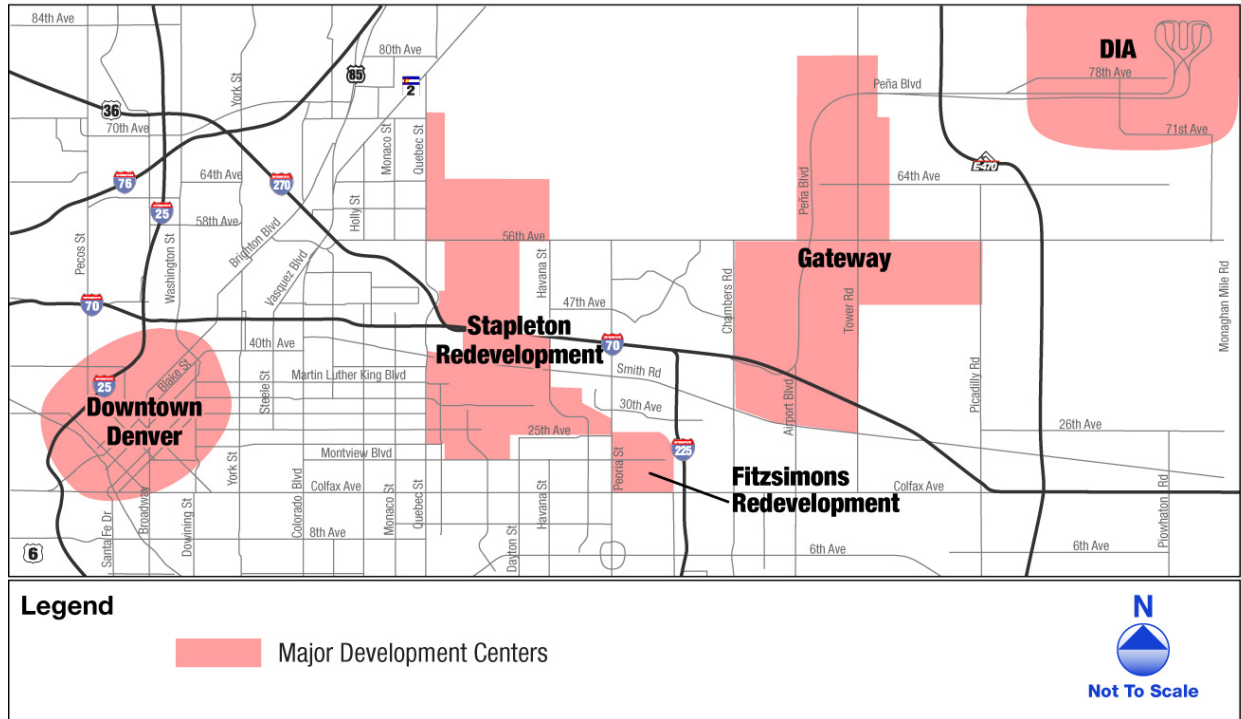 84th Ave
80th Ave
York St
85
2
36
70th Ave
Monaco St
Quebec St
76
64th Ave
270
25
58th Ave
Holly St
Brighton Blvd
Vasquez Blvd
Pecos St
Washington St
56th Ave
Havana St
47th Ave
70
DIA
78th Ave
Peña Blvd
71st Ave
E470
64th Ave
Peña Blvd
Gateway
Chambers Rd
Tower Rd
Monaghan Mile Rd
Stapleton
Redevelopment
70
40th Ave
Blake St
25
Martin Luther King Blvd
Steele St
Smith Rd
Picadilly Rd
Downtown
Denver
30th Ave
Airport Blvd
25th Ave
26th Ave
Montview Blvd
225
York St
Colorado Blvd
Colfax Ave
Monaco St
Quebec St
Havana St
Peoria St
Fitzsimons
Redevelopment
Colfax Ave
Piowhaton Rd
Santa Fe Dr
Broadway
Dowining St
8th Ave
Dayton St
6th Ave
6th Ave
6
Legend
Major Development Centers
N
Not To Scale